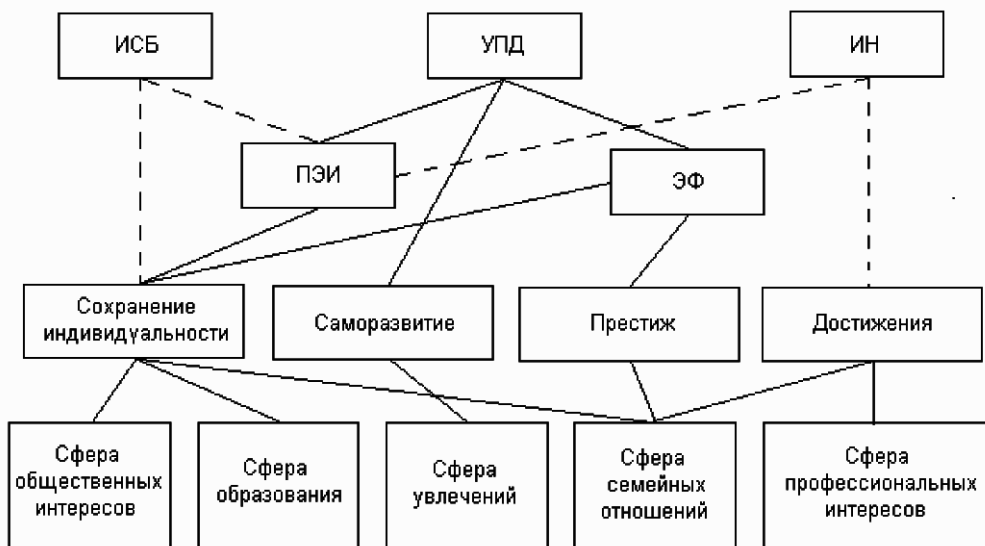 ИСБ
УПД
ИН
ПЭИ
ЭФ
Сохранение
индивидуальности
Саморазвитие
Престиж
Достижения
Сфера
общественных
интересов
Сфера
образования
Сфера
увлечений
Сфера
семейных
отношений
Сфера
профессиональных
интересов